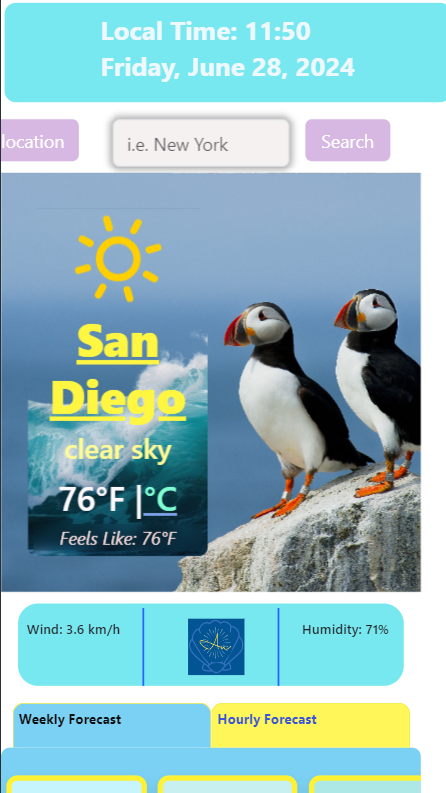 Local Time: 11:50
Friday, June 28, 2024
location
i.e. New York
Search
San
Diego
clear sky
76°F |°C
Feels Like: 76°F
Wind: 3.6 km/h
Humidity: 71%
Weekly Forecast
Hourly Forecast